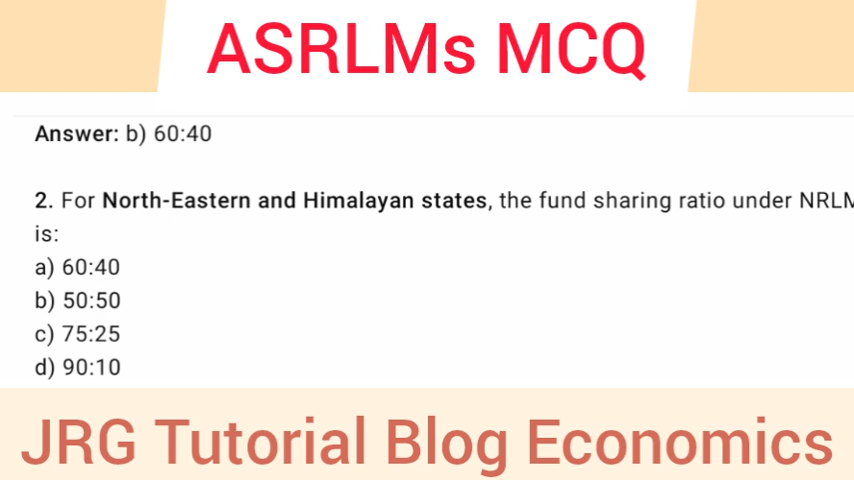 ASRLMs MCQ
Answer: b) 60:40
2. For North-Eastern and Himalayan states, the fund sharing ratio under NRLM
is:
a) 60:40
b) 50:50
c) 75:25
d) 90:10
JRG Tutorial Blog Economics